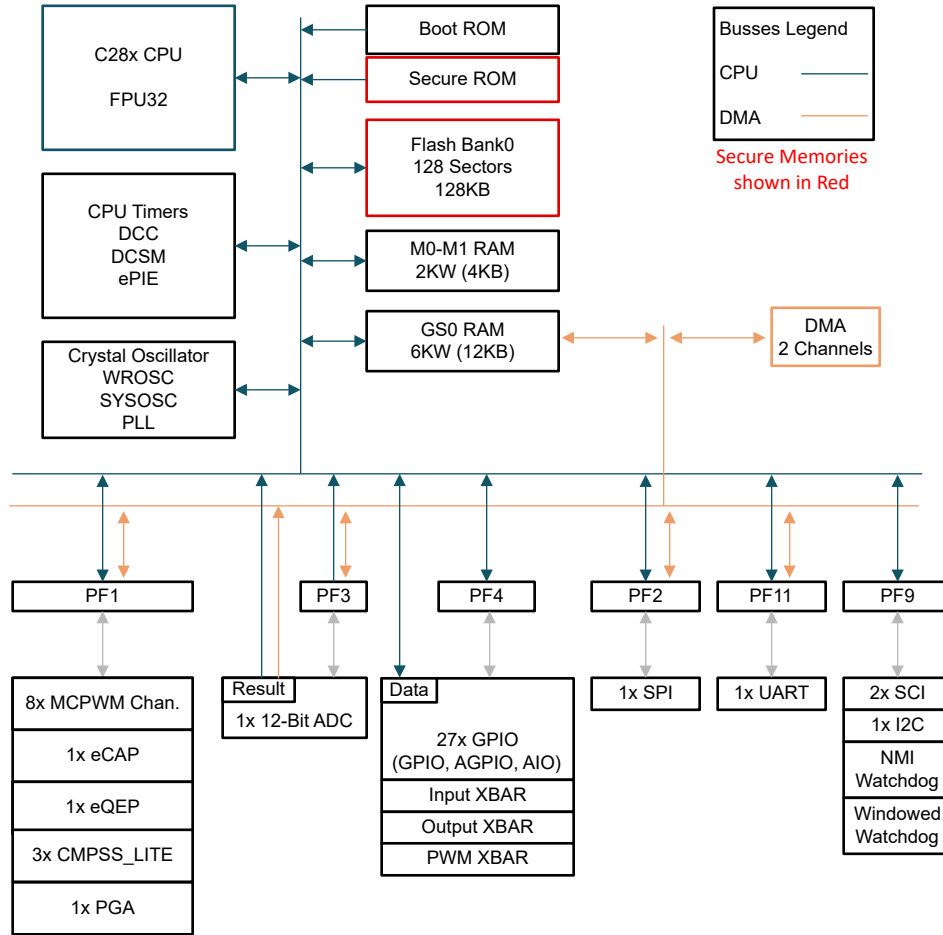 C28x CPU
FPU32
CPU Timers
DCC
DCSM
ePIE
Crystal Oscillator
WROSC
SYSOSC
PLL
Boot ROM
Secure ROM
Flash Bank0
128 Sectors
128KB
M0-M1 RAM
2KW (4KB)
GS0 RAM
6KW (12KB)
Busses Legend
CPU
DMA
Secure Memories
shown in Red
DMA
2 Channels
PF1
PF3
PF4
PF2
PF11
PF9
8x MCPWM Chan.
1x eCAP
1x eQEP
3x CMPSS_LITE
1x PGA
Result
1x 12-Bit ADC
Data
27x GPIO
(GPIO, AGPIO, AIO)
Input XBAR
Output XBAR
PWM XBAR
1x SPI
1x UART
2x SCI
1x I2C
NMI
Watchdog
Windowed
Watchdog